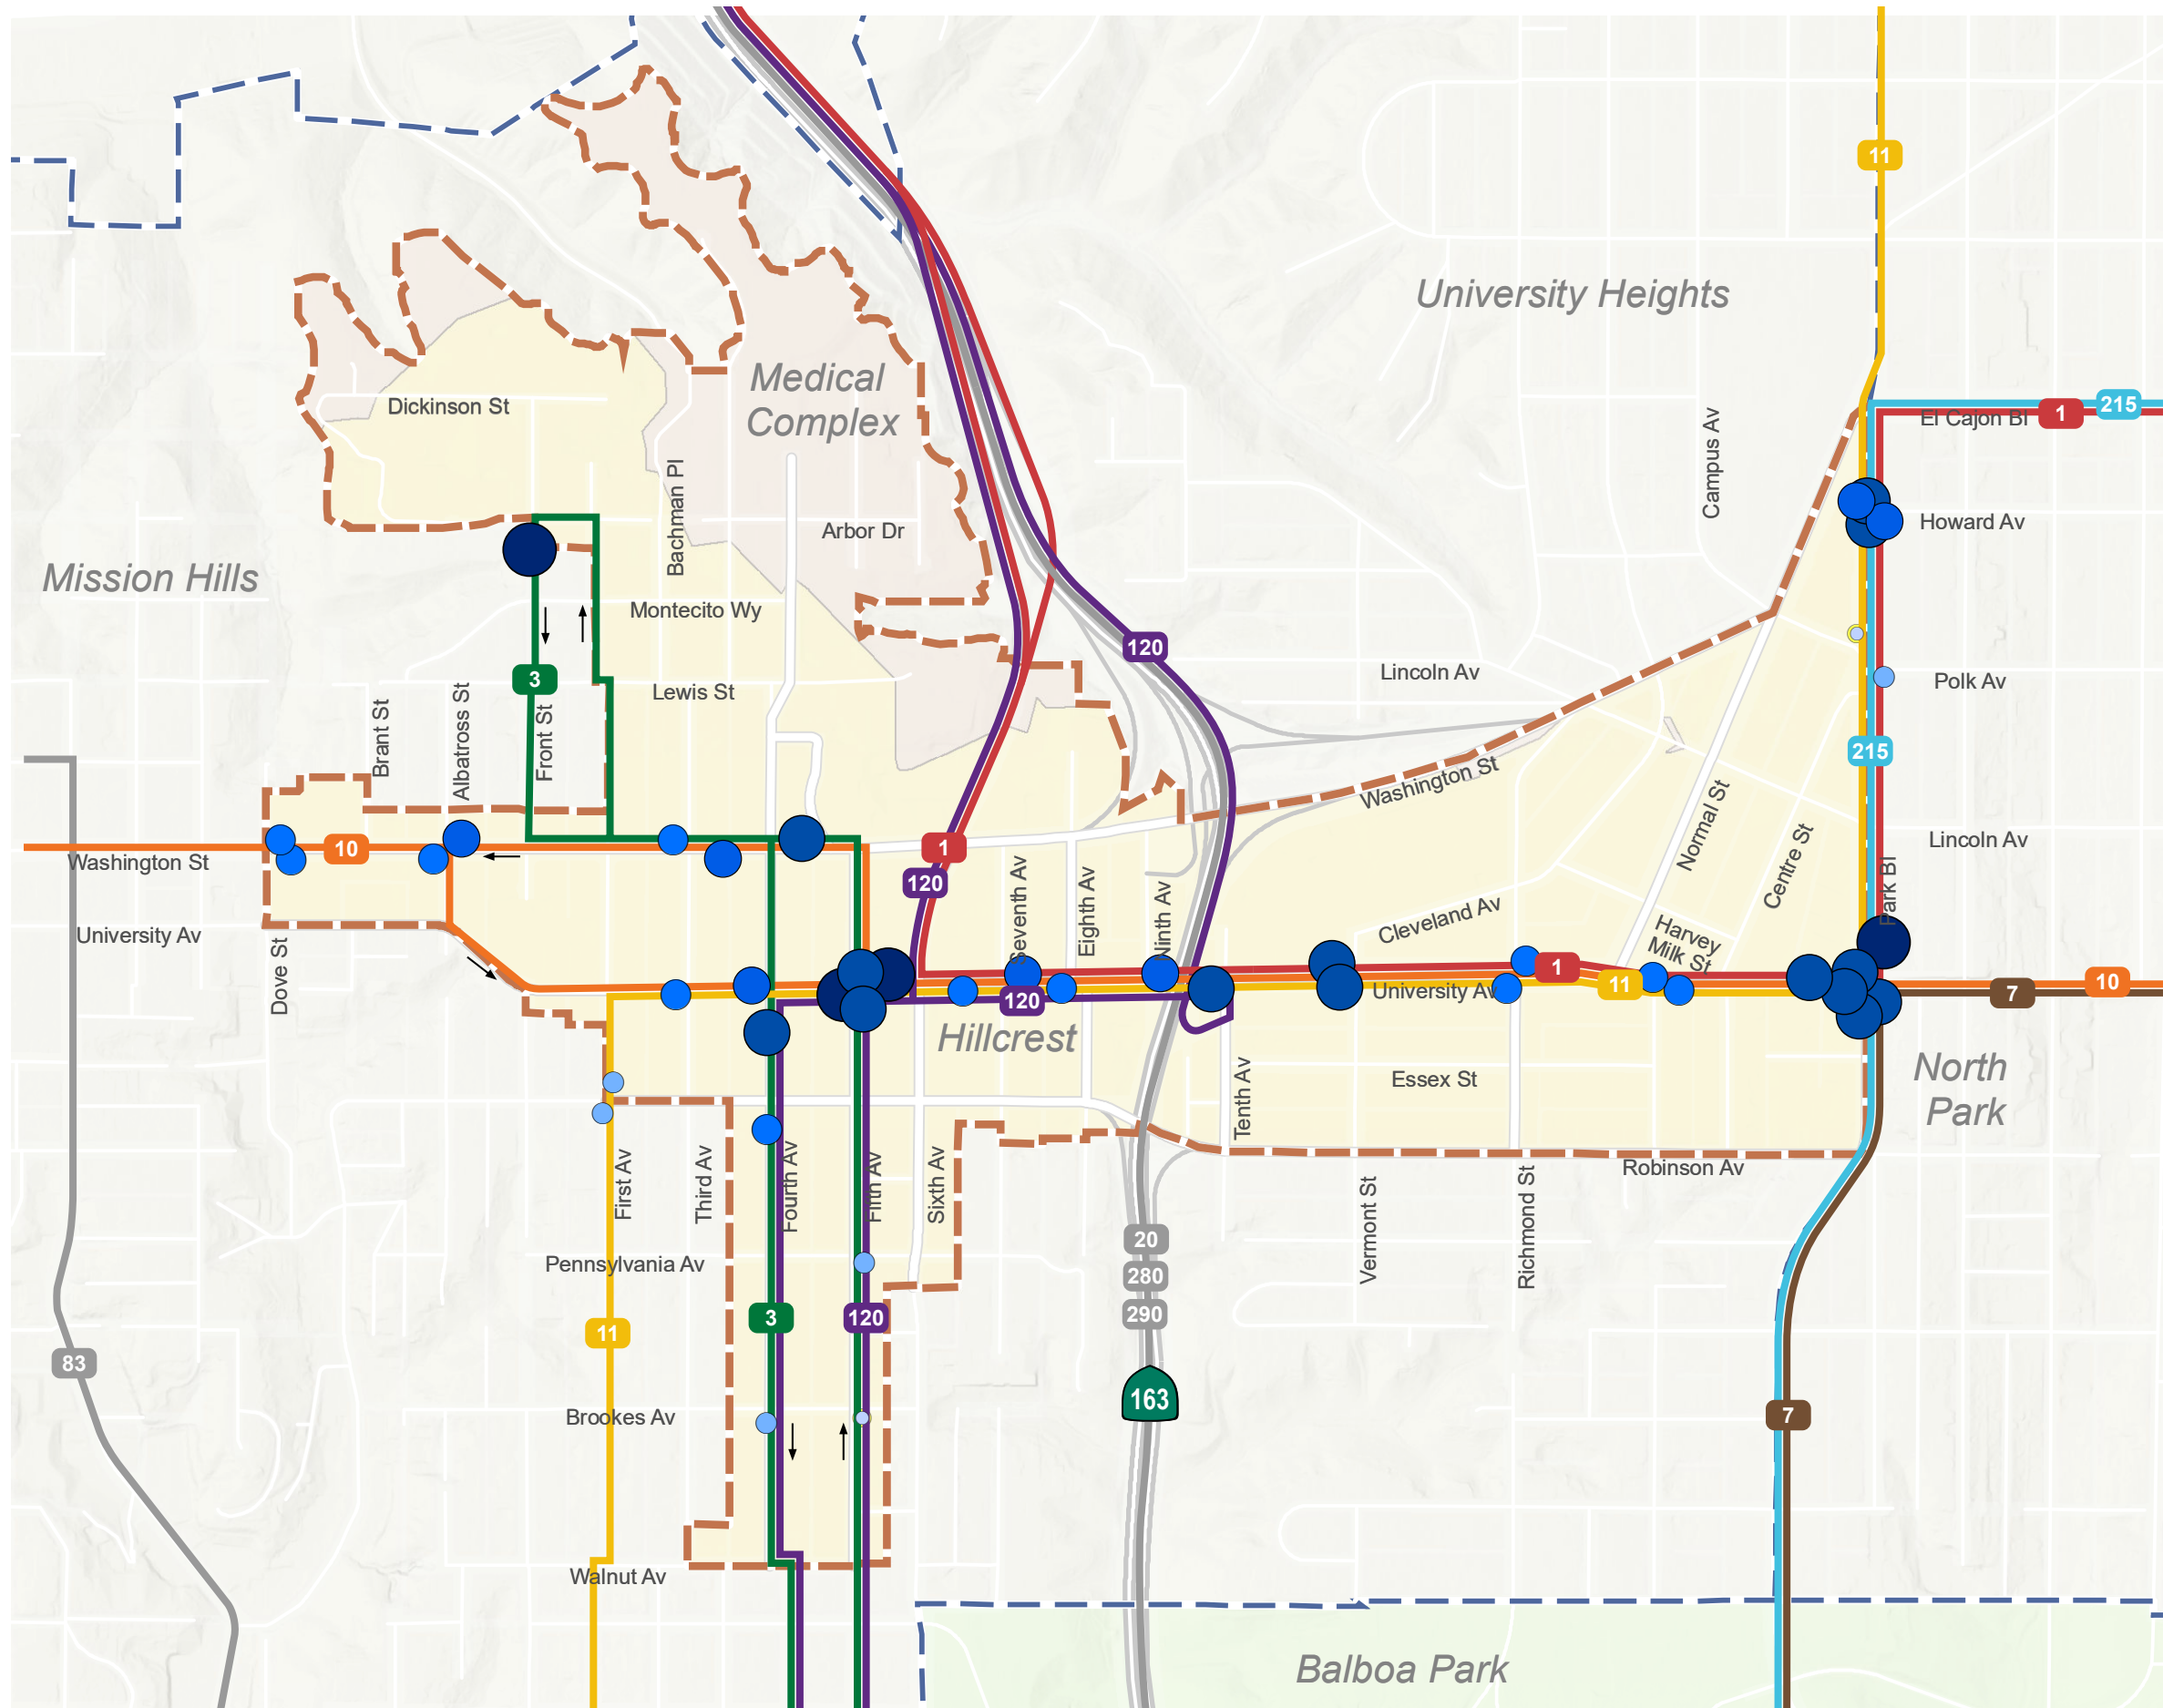 11
University Heights
Medical
Complex
Dickinson St
215
1
El Cajon Bl
Campus Av
Bachman Pl
Arbor Dr
Howard Av
Mission Hills
Montecito Wy
120
3
Lewis St
Lincoln Av
Polk Av
Brant St
Albatross St
Front St
215
Washington St
Normal St
Centre St
Lincoln Av
10
Washington St
1
120
Seventh Av
Eighth Av
Ninth Av
Park Bl
University Av
Dove St
Cleveland Av
Harvey
Milk St
1
11
University Av
120
7
10
Hillcrest
Essex St
Tenth Av
North
Park
First Av
Third Av
Fourth Av
Fifth Av
Sixth Av
Robinson Av
Vermont St
Richmond St
20
280
290
Pennsylvania Av
11
3
120
83
163
7
Brookes Av
Walnut Av
Balboa Park